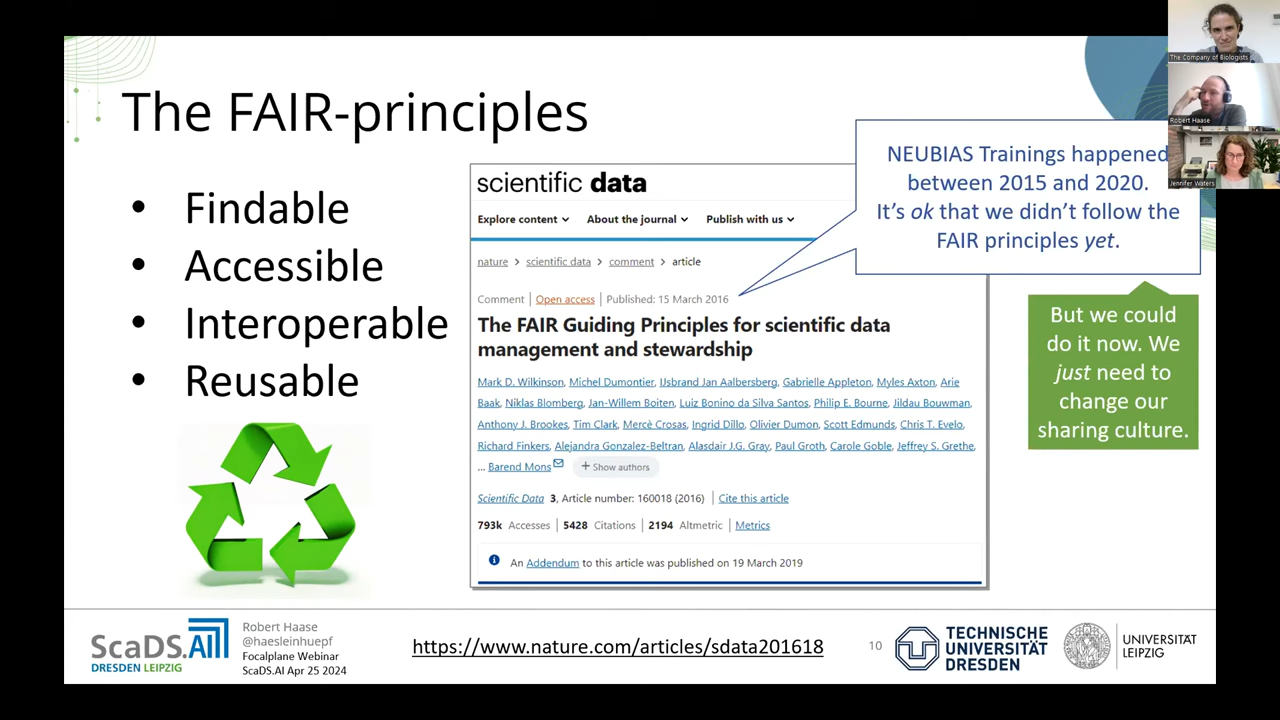 The FAIR-principles
• Findable
• Accessible
• Interoperable
• Reusable
scientific data
Explore content
About the journal
Publish with us
nature > scientific data > comment > article
Comment | Open access | Published: 15 March 2016
The FAIR Guiding Principles for scientific data
management and stewardship
Mark D. Wilkinson, Michel Dumontier, IJsbrand Jan Aalbersberg, Gabrielle Appleton, Myles Axton, Arie
Baak, Niklas Blomberg, Jan-Willem Boiten, Luiz Bonino da Silva Santos, Philip E. Bourne, Jildau Bouwman,
Anthony J. Brookes, Tim Clark, Mercè Crosas, Ingrid Dillo, Olivier Dumon, Scott Edmunds, Chris T. Evelo,
Richard Finkers, Alejandra Gonzalez-Beltran, Alasdair J.G. Gray, Paul Groth, Carole Goble, Jeffrey S. Grethe,
... Barend Mons + Show authors
Scientific Data 3, Article number: 160018 (2016) | Cite this article
793k Accesses | 5428 Citations | 2194 Altmetric | Metrics
An Addendum to this article was published on 19 March 2019
NEUBIAS Trainings happened
between 2015 and 2020.
It's ok that we didn't follow the
FAIR principles yet.
But we could
do it now. We
just need to
change our
sharing culture.
The Company of Biologists
Robert Haase
Jennifer Waters
ScaDS.AI
DRESDEN LEIPZIG
Robert Haase
@haesleinhuepf
Focalplane Webinar
ScaDS.AI Apr 25 2024
https://www.nature.com/articles/sdata201618
10
TECHNISCHE
UNIVERSITÄT
DRESDEN
UNIVERSITÄT
LEIPZIG